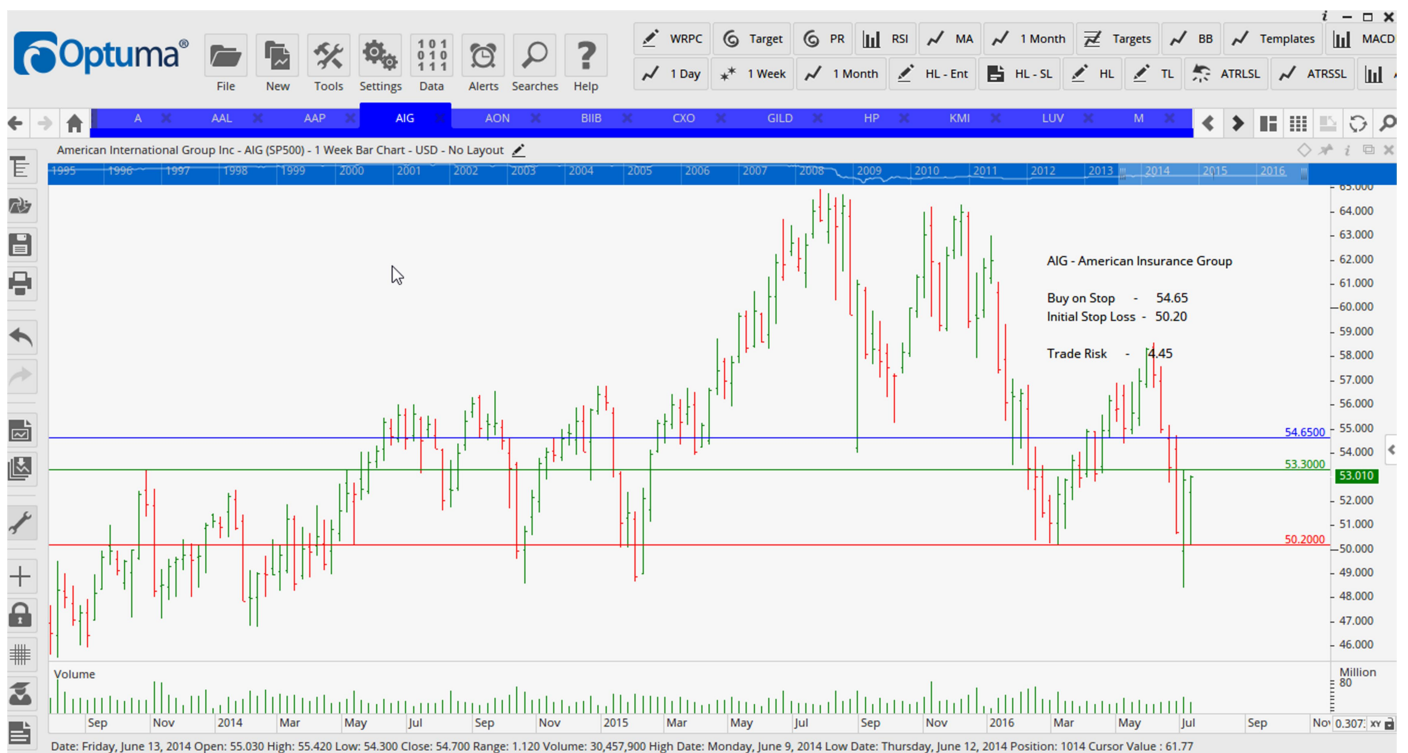 Optuma®
File
New
Tools
Settings
101
010
111
Data
Alerts
Searches
?
Help
WRPC
Target
PR
RSI
MA
1 Month
Targets
BB
Templates
MACD
1 Day
1 Week
1 Month
HL - Ent
HL - SL
HL
TL
ATRLSL
ATRSSL
A
AAL
AAP
AIG
AON
BIIB
CXO
GILD
HP
KMI
LUV
M
American International Group Inc - AIG (SP500) - 1 Week Bar Chart - USD - No Layout
1995 1996 1997 1998 1999 2000 2001 2002 2003 2004 2005 2006 2007 2008 2009 2010 2011 2012 2013 2014 2015 2016
65.000
64.000
63.000
62.000
61.000
60.000
59.000
58.000
57.000
56.000
55.000
54.000
53.010
52.000
51.000
50.000
49.000
48.000
47.000
46.000
AIG - American Insurance Group
Buy on Stop - 54.65
Initial Stop Loss - 50.20
Trade Risk - 4.45
54.6500
53.3000
50.2000
Volume
Million
80
Sep Nov 2014 Mar May Jul Sep Nov 2015 Mar May Jul Sep Nov 2016 Mar May Jul Sep Nov
0.307: XY
Date: Friday, June 13, 2014 Open: 55.030 High: 55.420 Low: 54.300 Close: 54.700 Range: 1.120 Volume: 30,457,900 High Date: Monday, June 9, 2014 Low Date: Thursday, June 12, 2014 Position: 1014 Cursor Value : 61.77